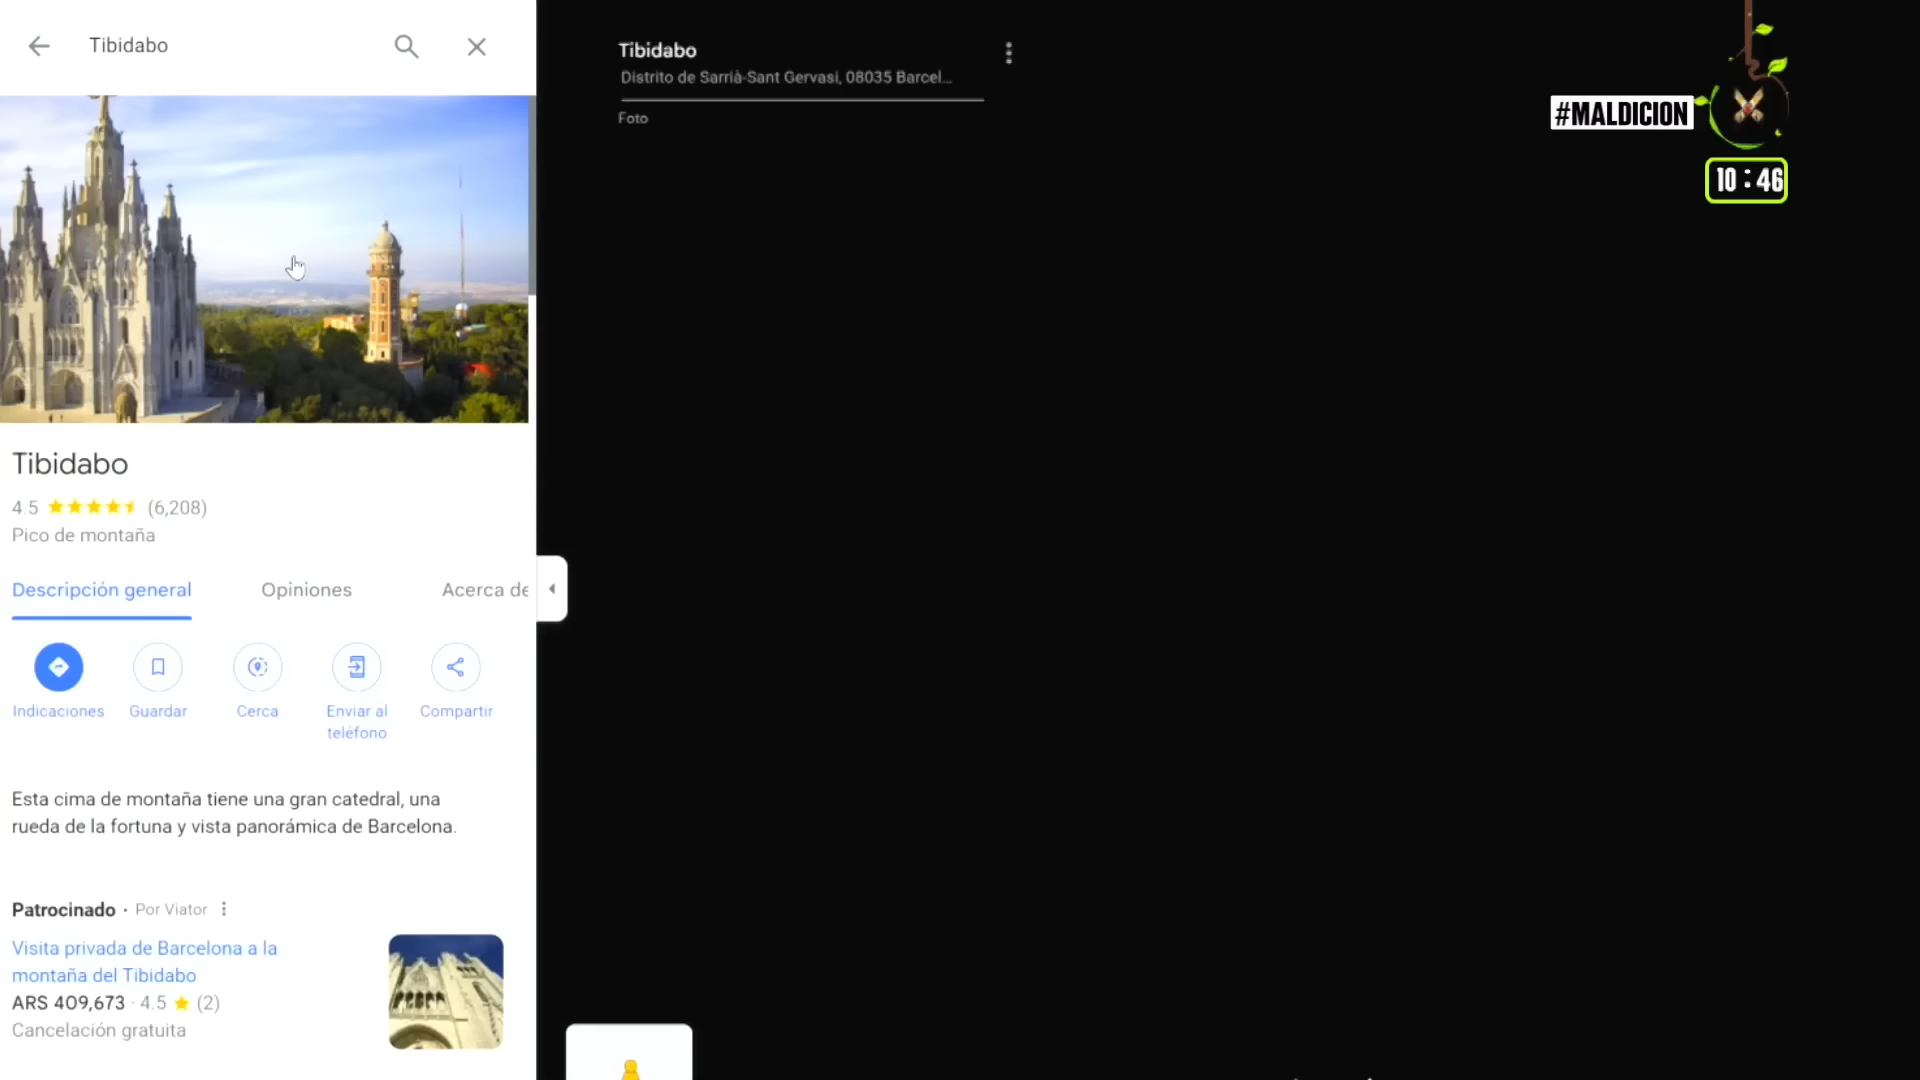 Tibidabo
Tibidabo
4.5 (6,208)
Pico de montaña
Descripción general
Opiniones
Acerca de
Indicaciones
Guardar
Cerca
Enviar al
teléfono
Compartir
Esta cima de montaña tiene una gran catedral, una
rueda de la fortuna y vista panorámica de Barcelona.
Patrocinado · Por Viator
Visita privada de Barcelona a la
montaña del Tibidabo
ARS 409,673 · 4.5 (2)
Cancelación gratuita
Tibidabo
Distrito de Sarrià-Sant Gervasi, 08035 Barcel...
Foto
#MALDICION
10:46